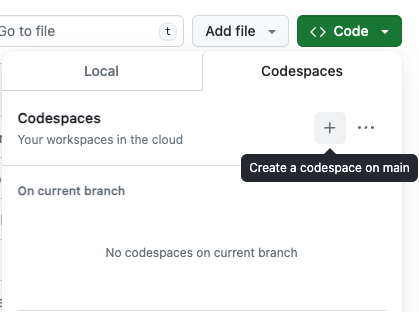 Go to file
t
Add file
<> Code
Local
Codespaces
Codespaces
Your workspaces in the cloud
Create a codespace on main
On current branch
No codespaces on current branch